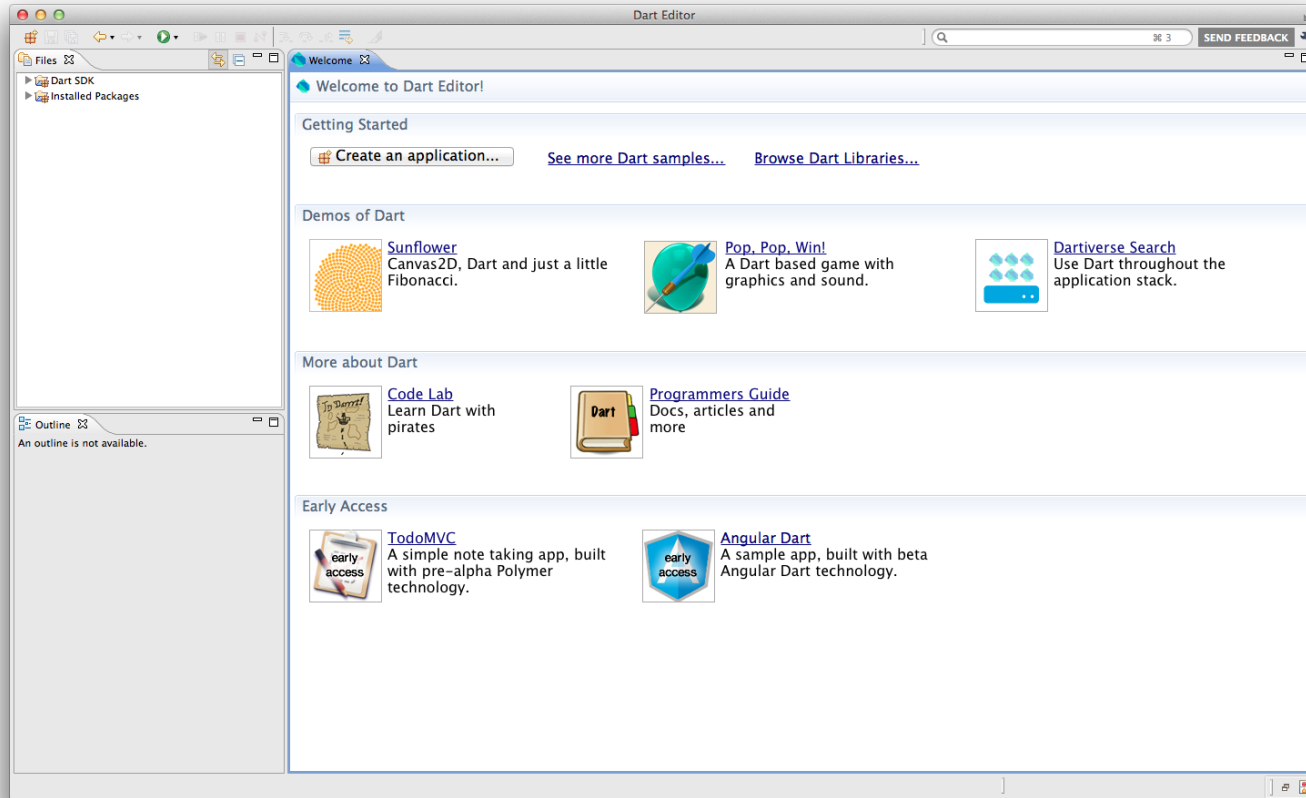 Dart Editor
⌘ 3
SEND FEEDBACK
Files
Dart SDK
Installed Packages
Outline
An outline is not available.
Welcome
Welcome to Dart Editor!
Getting Started
Create an application...
See more Dart samples...
Browse Dart Libraries...
Demos of Dart
Sunflower
Canvas2D, Dart and just a little
Fibonacci.
Pop, Pop, Win!
A Dart based game with
graphics and sound.
Dartiverse Search
Use Dart throughout the
application stack.
More about Dart
Code Lab
Learn Dart with
pirates
Dart
Programmers Guide
Docs, articles and
more
Early Access
early
access
TodoMVC
A simple note taking app, built
with pre-alpha Polymer
technology.
early
access
Angular Dart
A sample app, built with beta
Angular Dart technology.